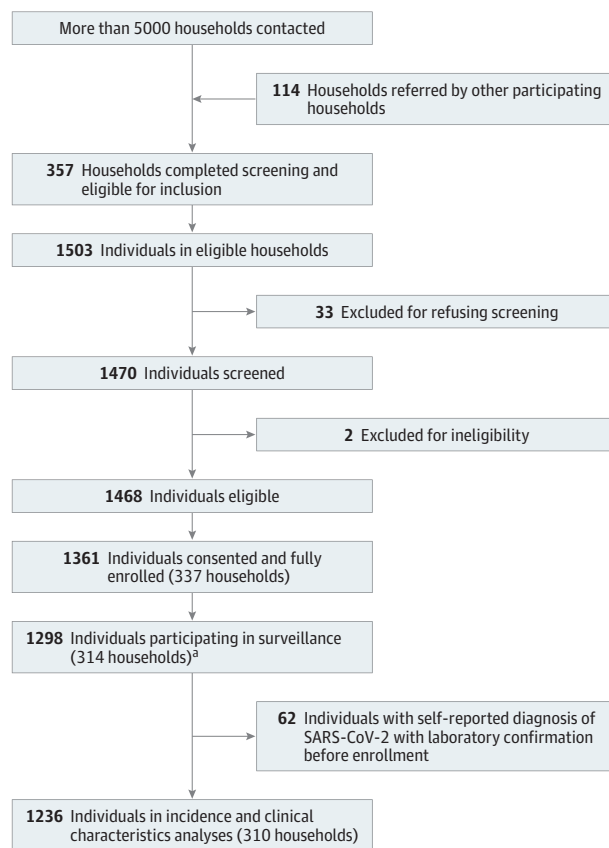 More than 5000 households contacted
114 Households referred by other participating
households
357 Households completed screening and
eligible for inclusion
1503 Individuals in eligible households
33 Excluded for refusing screening
1470 Individuals screened
2 Excluded for ineligibility
1468 Individuals eligible
1361 Individuals consented and fully
enrolled (337 households)
1298 Individuals participating in surveillance
(314 households)a
62 Individuals with self-reported diagnosis of
SARS-CoV-2 with laboratory confirmation
before enrollment
1236 Individuals in incidence and clinical
characteristics analyses (310 households)